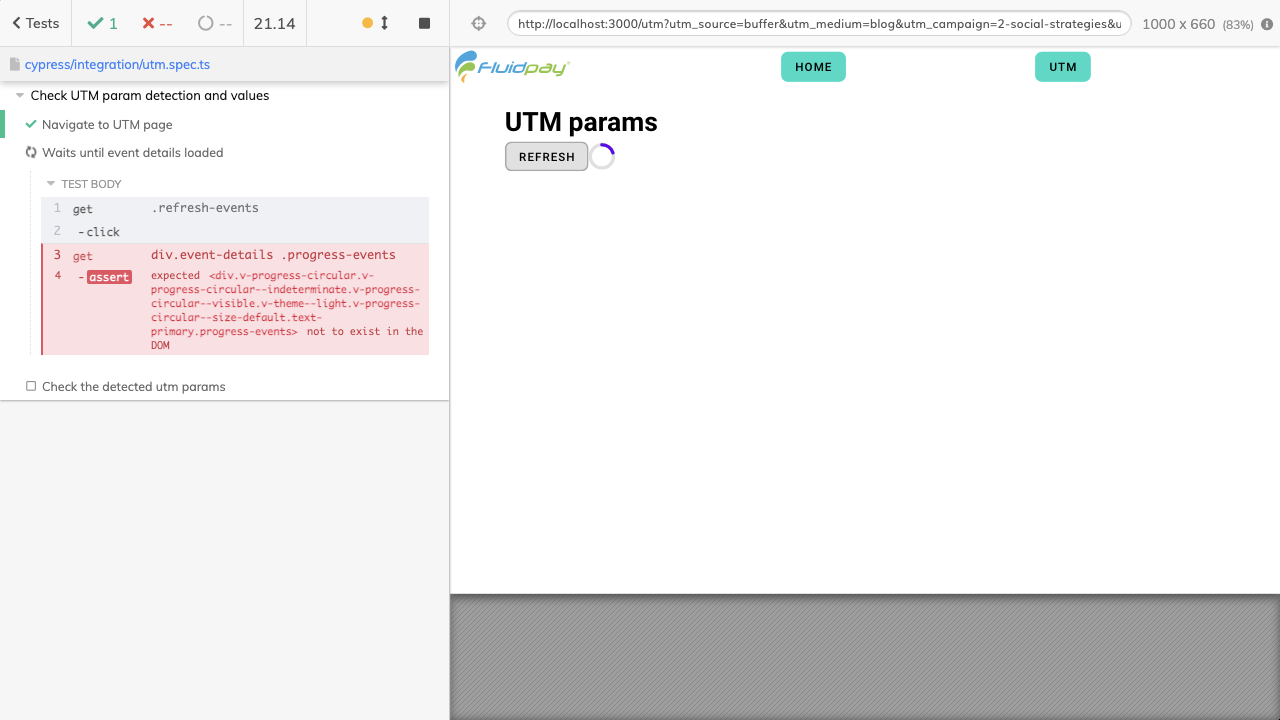 Tests
1
--
--
21.14
http://localhost:3000/utm?utm_source=buffer&utm_medium=blog&utm_campaign=2-social-strategies&u
1000 x 660 (83%)
cypress/integration/utm.spec.ts
Check UTM param detection and values
Navigate to UTM page
Waits until event details loaded
TEST BODY
1 get .refresh-events
2 -click
3 get div.event-details .progress-events
4 -assert expected <div.v-progress-circular.v-
progress-circular--indeterminate.v-progress-
circular--visible.v-theme--light.v-progress-
circular--size-default.text-
primary.progress-events> not to exist in the
DOM
Check the detected utm params
Fluidpay
HOME
UTM
UTM params
REFRESH